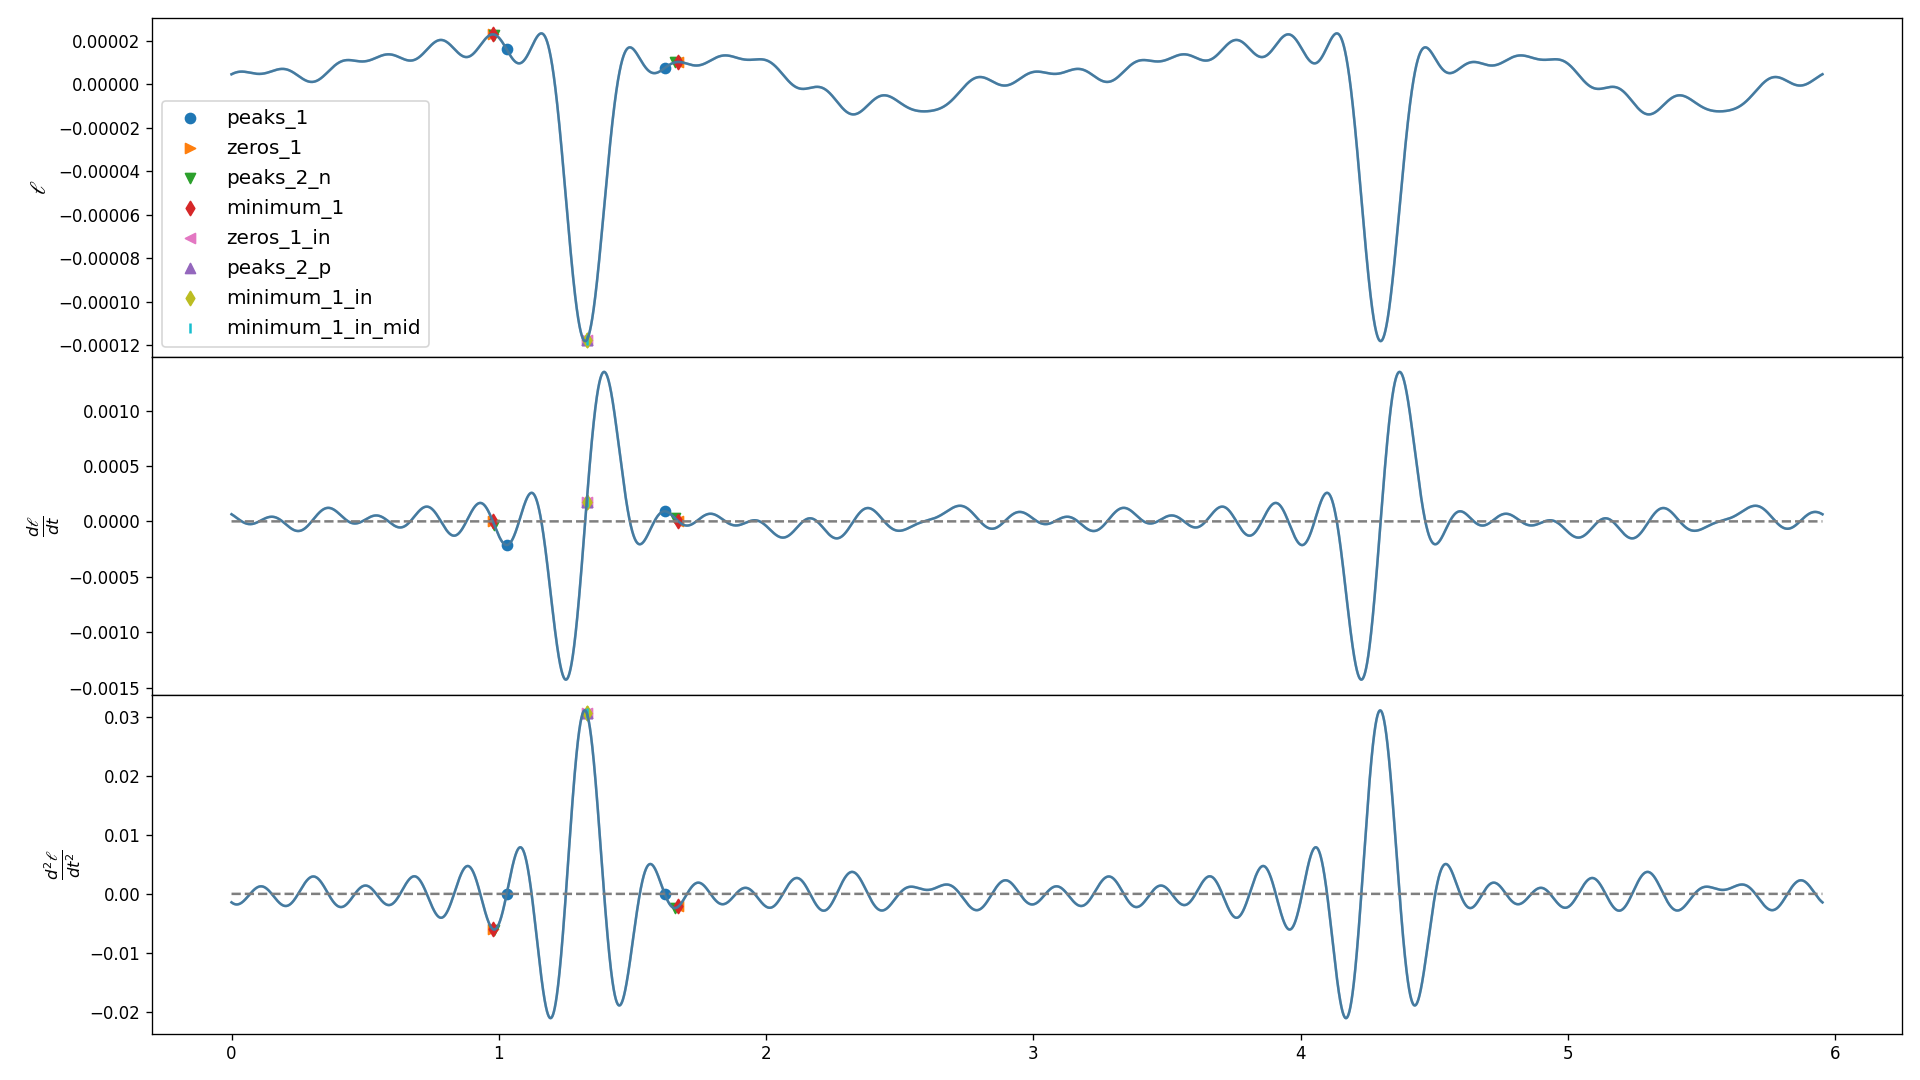 0.00002
0.00000
−0.00002
−0.00004
−0.00006
−0.00008
−0.00010
−0.00012
ℓ
peaks_1
zeros_1
peaks_2_n
minimum_1
zeros_1_in
peaks_2_p
minimum_1_in
minimum_1_in_mid
0.0010
0.0005
0.0000
−0.0005
−0.0010
−0.0015
dℓ
dt
0.03
0.02
0.01
0.00
−0.01
−0.02
d²ℓ
dt²
0 1 2 3 4 5 6